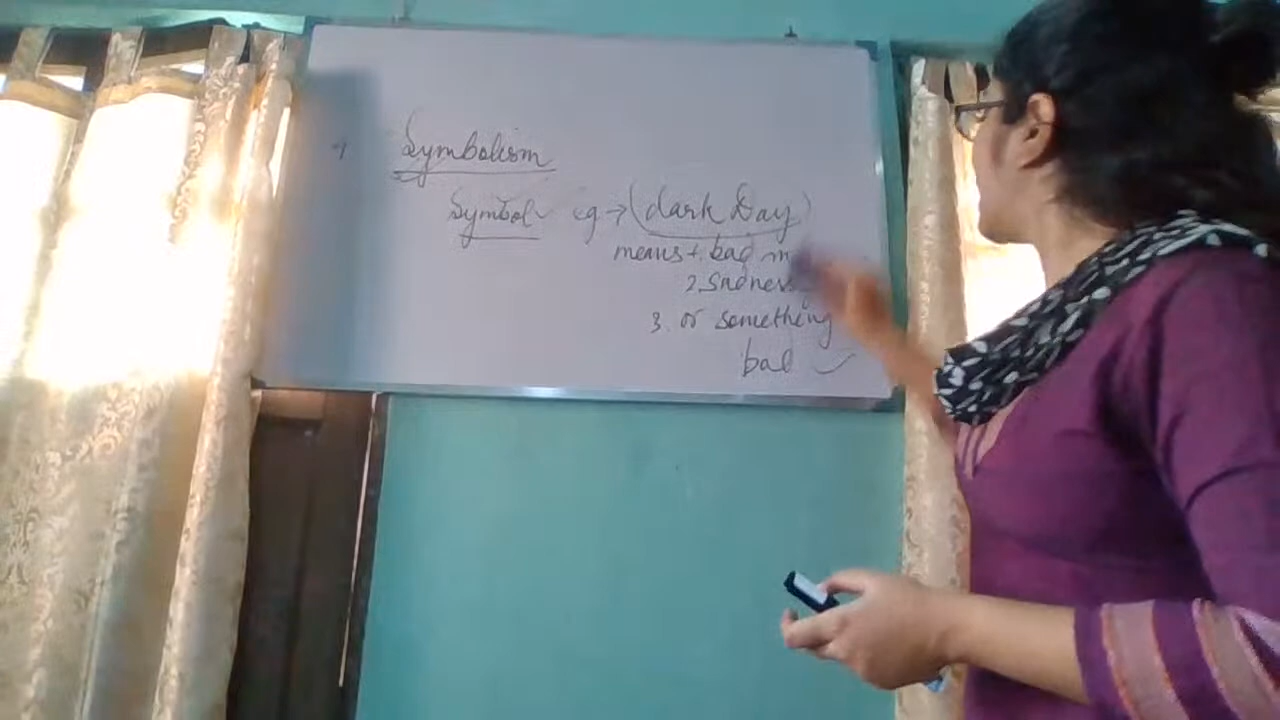 Symbolism
Symbol eg → (dark Day)
means 1. bad
2. Sadness
3. or something
bad